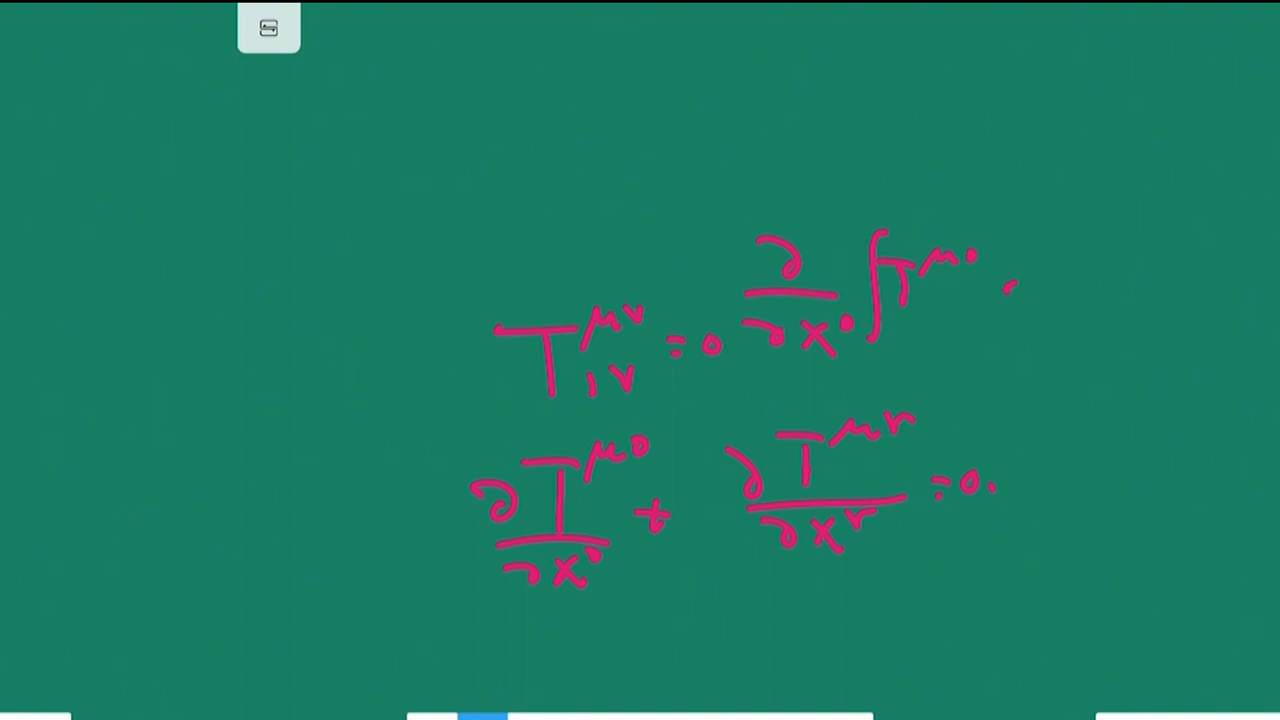 ∂/∂x⁰ ∫T^{μ0} .
T^{μν}_{,ν} = 0
∂T^{μ0}/∂x⁰ + ∂T^{μr}/∂x^r = 0.